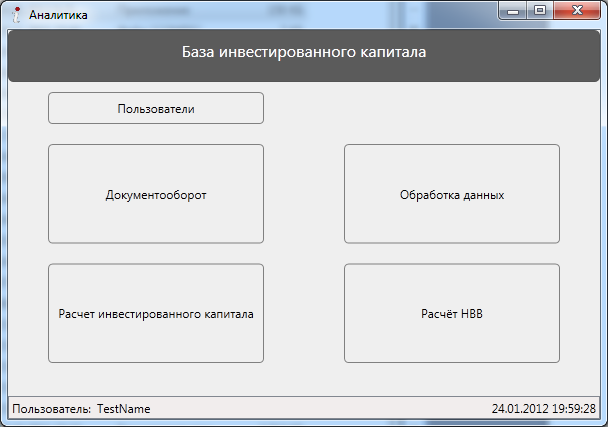 Аналитика
База инвестированного капитала
Пользователи
Документооборот
Обработка данных
Расчет инвестированного капитала
Расчёт НВВ
Пользователь: TestName
24.01.2012 19:59:28